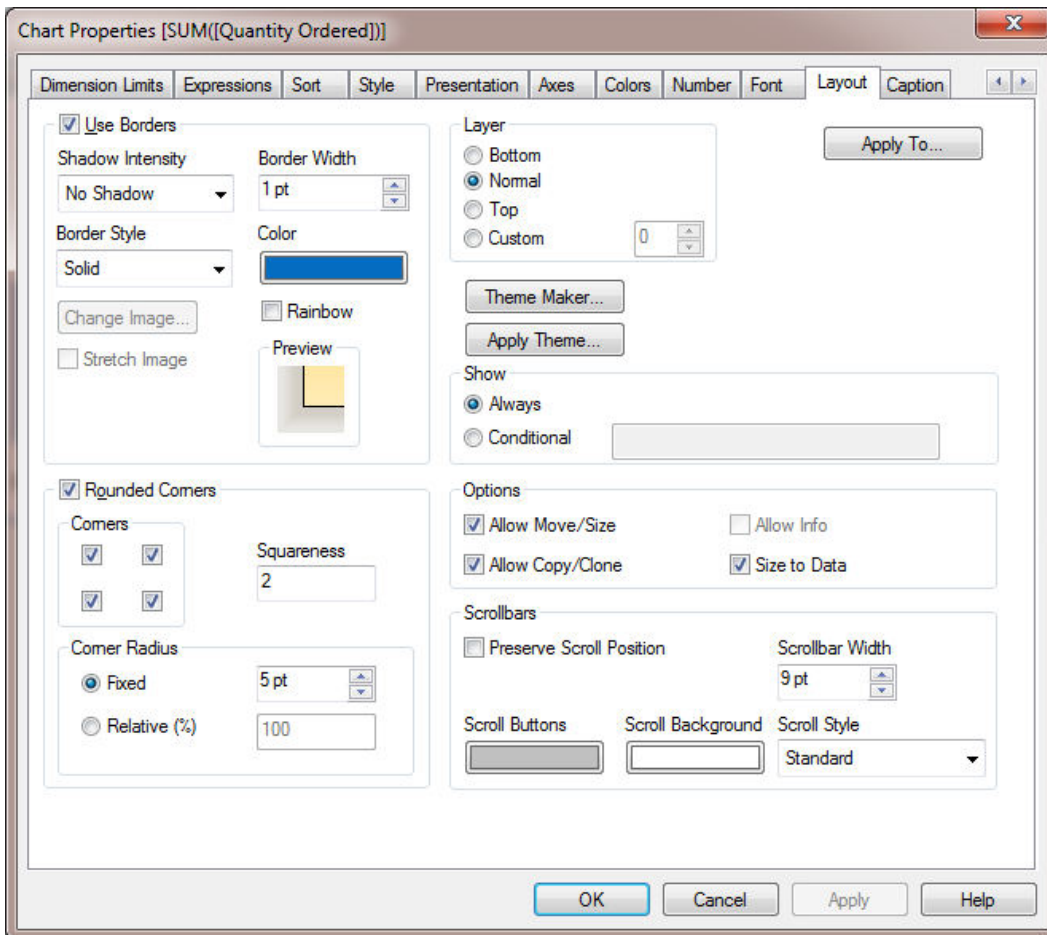 Chart Properties [SUM([Quantity Ordered])]
X
Dimension Limits Expressions Sort Style Presentation Axes Colors Number Font Layout Caption
Use Borders
Shadow Intensity Border Width
No Shadow 1 pt
Border Style Color
Solid
Change Image... Rainbow
Stretch Image
Preview
Layer
Bottom
Normal
Top
Custom 0
Apply To...
Theme Maker...
Apply Theme...
Show
Always
Conditional
Rounded Corners
Corners
Squareness
2
Corner Radius
Fixed 5 pt
Relative (%) 100
Options
Allow Move/Size Allow Info
Allow Copy/Clone Size to Data
Scrollbars
Preserve Scroll Position Scrollbar Width
9 pt
Scroll Buttons Scroll Background Scroll Style
Standard
OK Cancel Apply Help